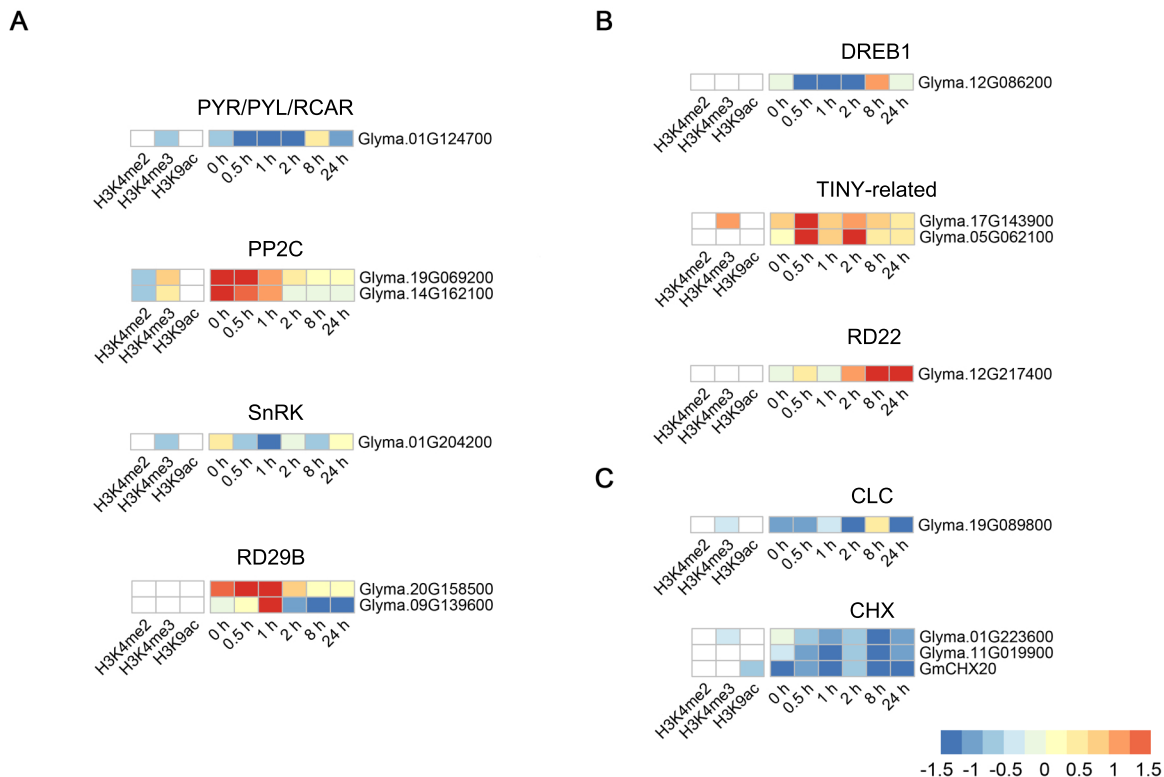 A
PYR/PYL/RCAR
Glyma.01G124700
H3K4me2 H3K4me3 H3K9ac 0 h 0.5 h 1 h 2 h 8 h 24 h
PP2C
Glyma.19G069200
Glyma.14G162100
H3K4me2 H3K4me3 H3K9ac 0 h 0.5 h 1 h 2 h 8 h 24 h
SnRK
Glyma.01G204200
H3K4me2 H3K4me3 H3K9ac 0 h 0.5 h 1 h 2 h 8 h 24 h
RD29B
Glyma.20G158500
Glyma.09G139600
H3K4me2 H3K4me3 H3K9ac 0 h 0.5 h 1 h 2 h 8 h 24 h
B
DREB1
Glyma.12G086200
H3K4me2 H3K4me3 H3K9ac 0 h 0.5 h 1 h 2 h 8 h 24 h
TINY-related
Glyma.17G143900
Glyma.05G062100
H3K4me2 H3K4me3 H3K9ac 0 h 0.5 h 1 h 2 h 8 h 24 h
RD22
Glyma.12G217400
H3K4me2 H3K4me3 H3K9ac 0 h 0.5 h 1 h 2 h 8 h 24 h
C
CLC
Glyma.19G089800
H3K4me2 H3K4me3 H3K9ac 0 h 0.5 h 1 h 2 h 8 h 24 h
CHX
Glyma.01G223600
Glyma.11G019900
GmCHX20
H3K4me2 H3K4me3 H3K9ac 0 h 0.5 h 1 h 2 h 8 h 24 h
-1.5 -1 -0.5 0 0.5 1 1.5